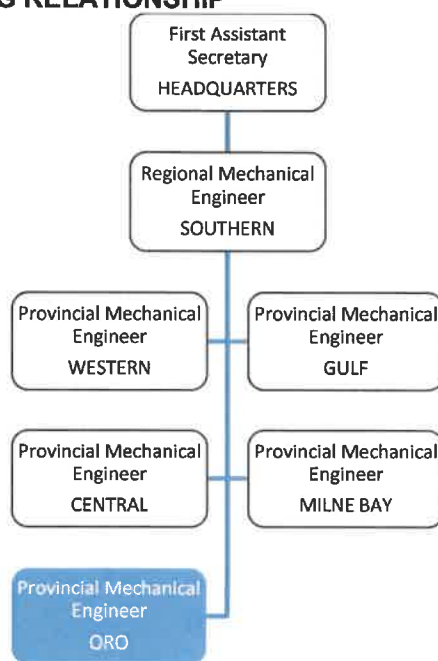 G RELATIONSHIP
First Assistant
Secretary
HEADQUARTERS
Regional Mechanical
Engineer
SOUTHERN
Provincial Mechanical
Engineer
WESTERN
Provincial Mechanical
Engineer
GULF
Provincial Mechanical
Engineer
CENTRAL
Provincial Mechanical
Engineer
MILNE BAY
Provincial Mechanical
Engineer
ORO